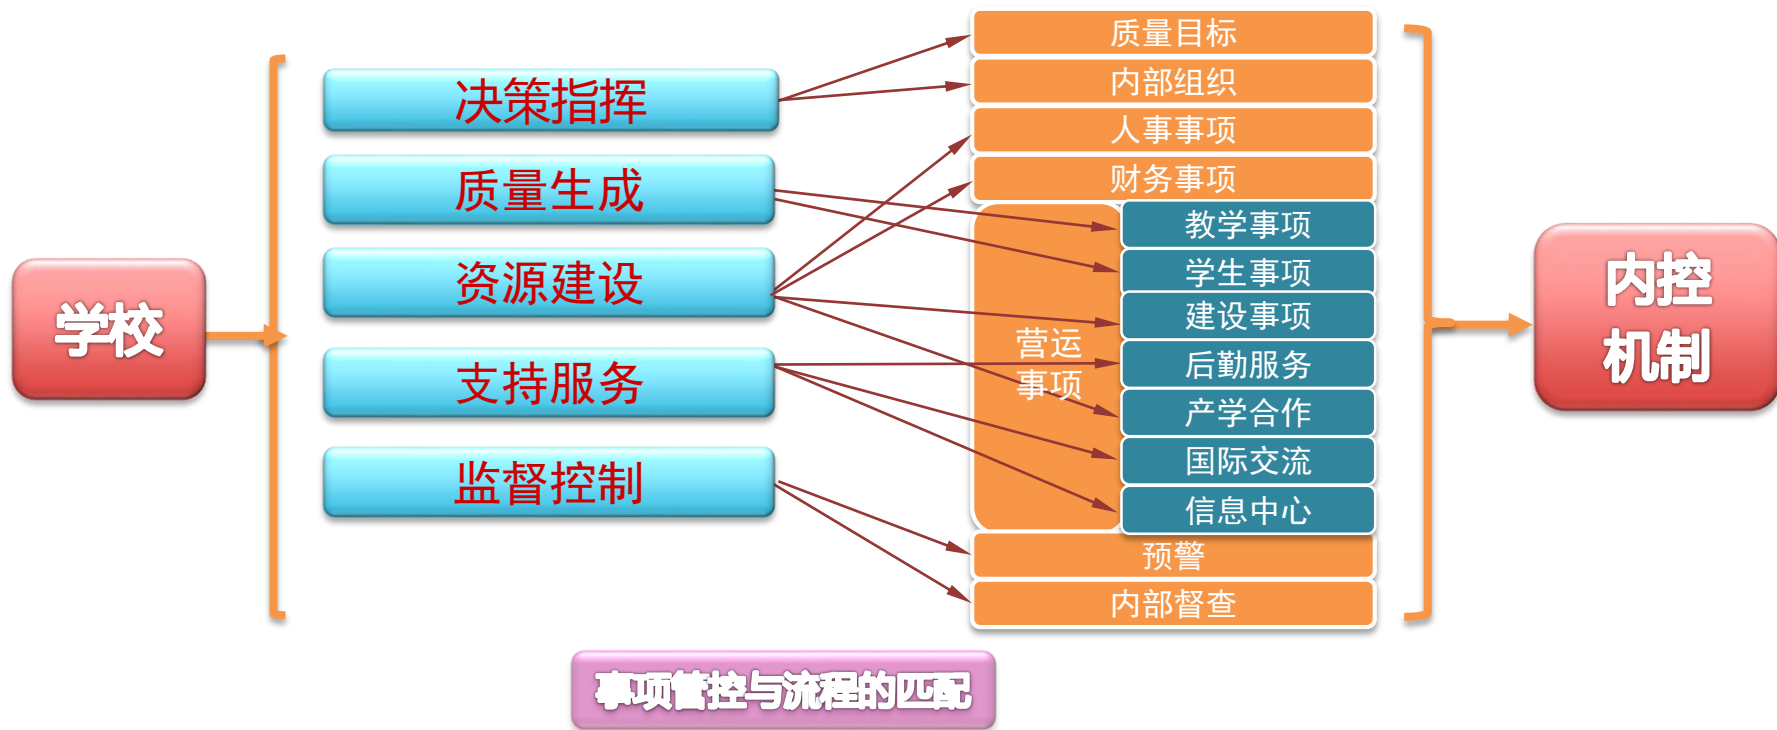 学校
决策指挥
质量生成
资源建设
支持服务
监督控制
质量目标
内部组织
人事事项
财务事项
营运
事项
教学事项
学生事项
建设事项
后勤服务
产学合作
国际交流
信息中心
预警
内部督查
内控
机制
事项管控与流程的匹配